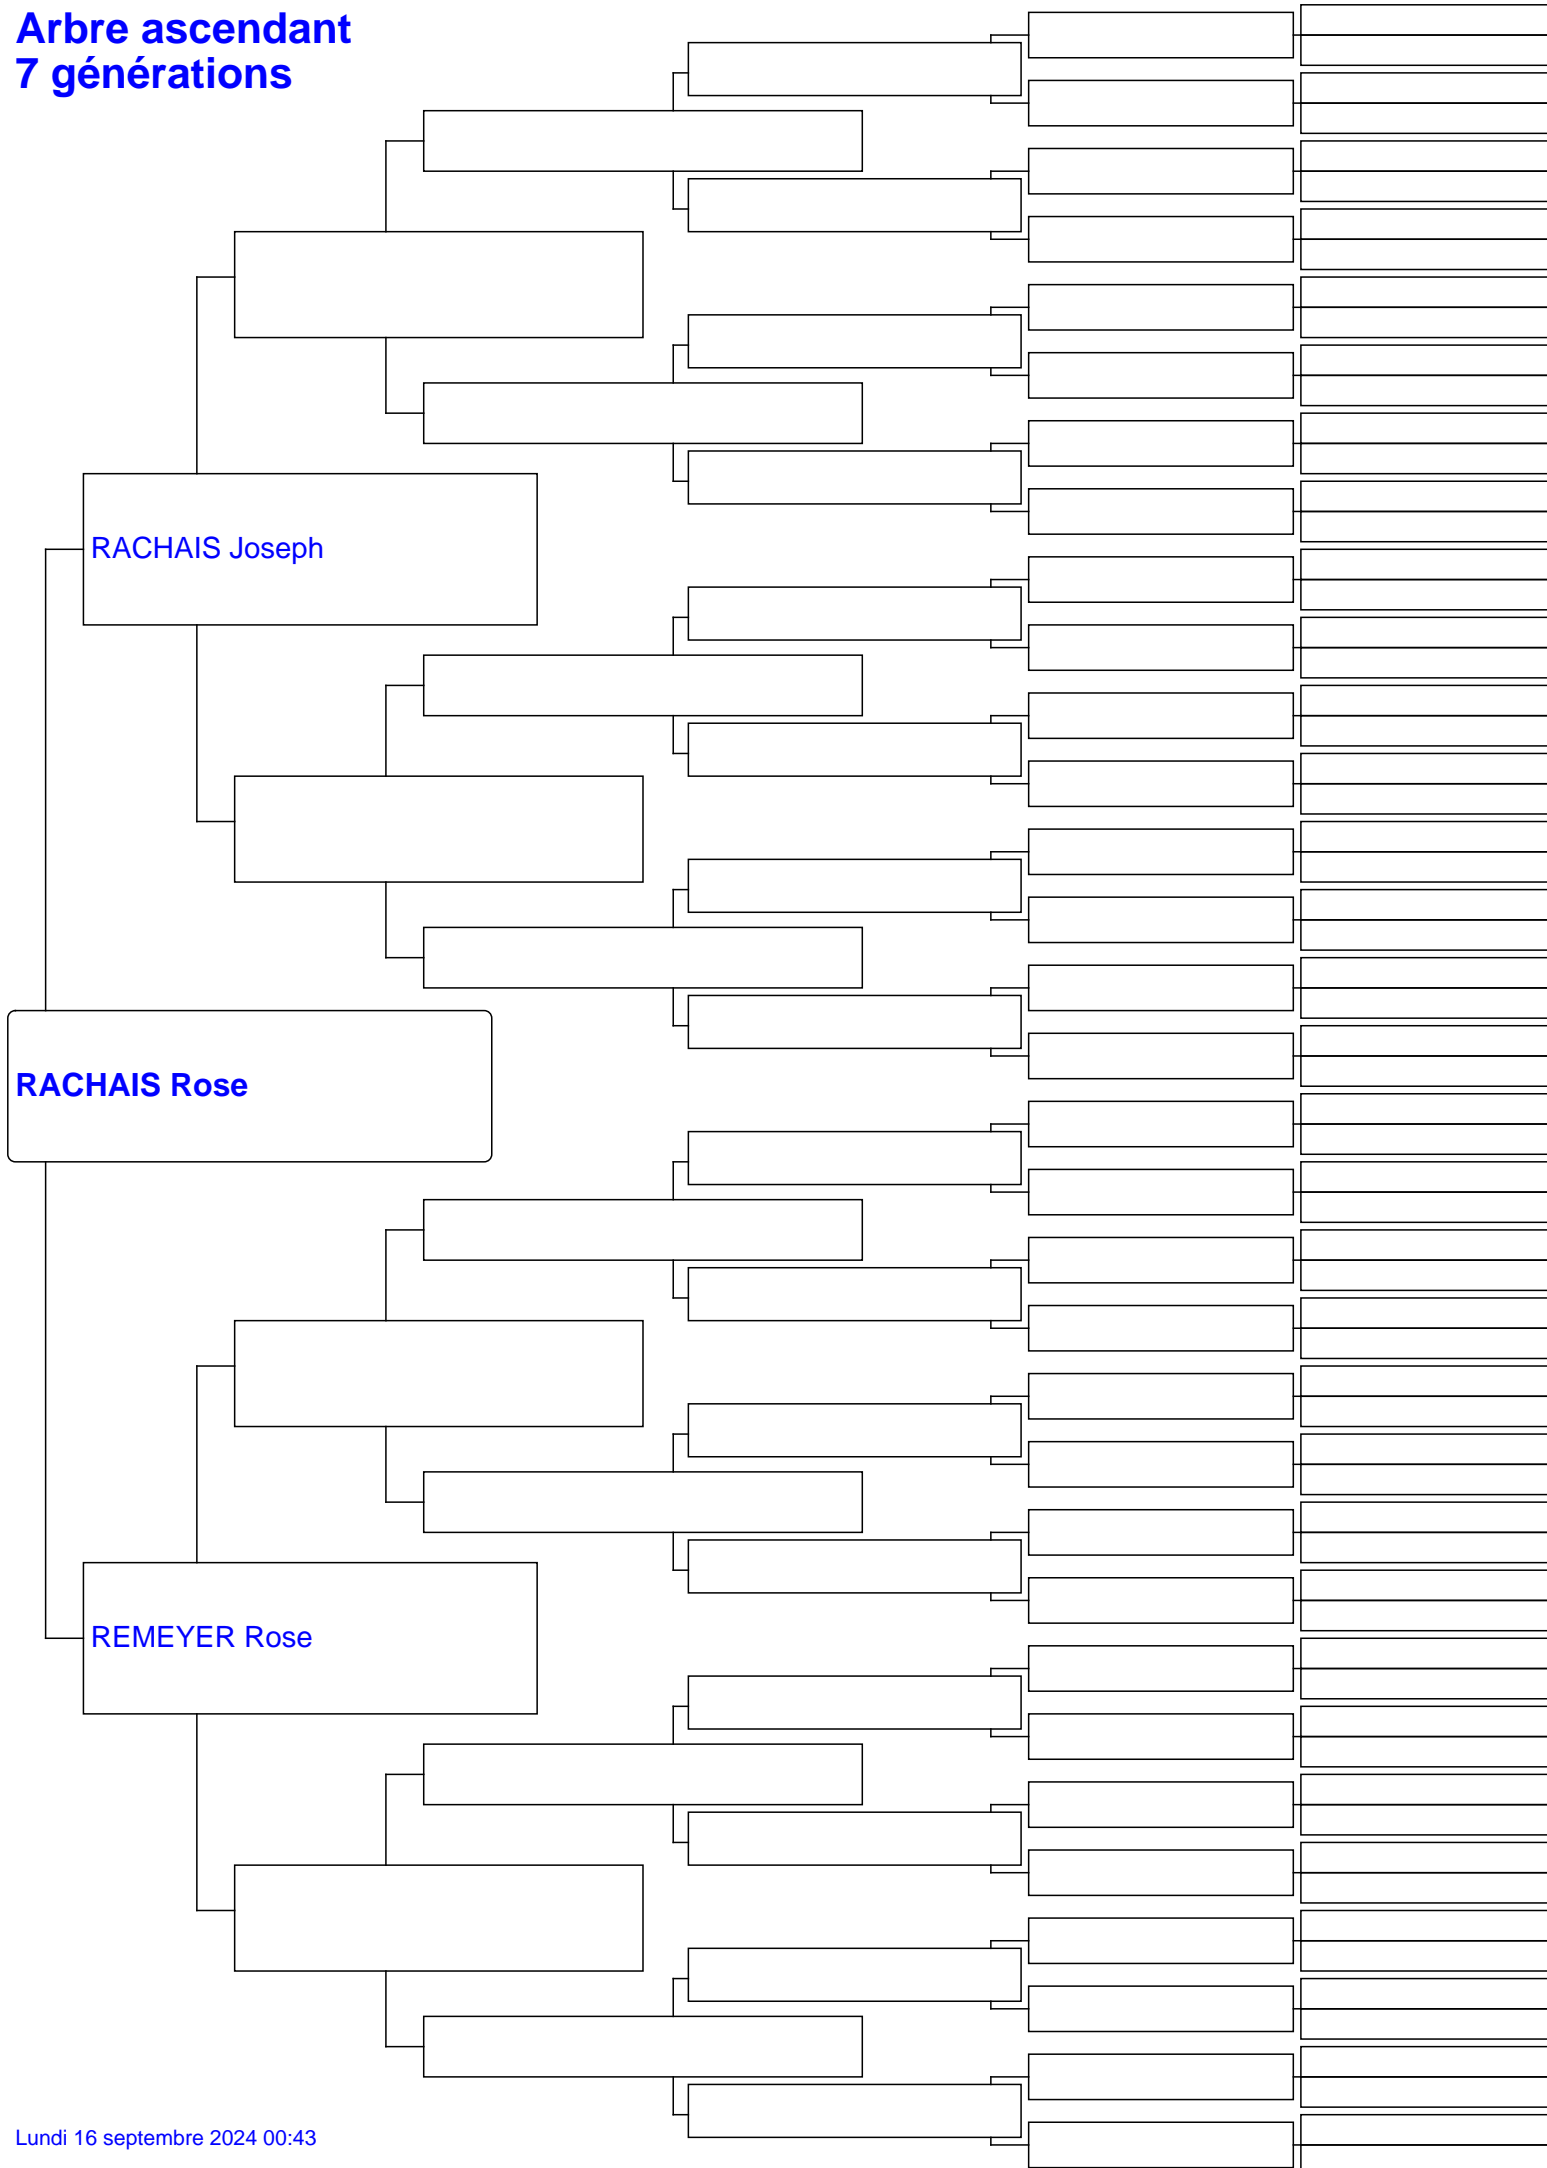 Arbre ascendant
7 générations
RACHAIS Joseph
RACHAIS Rose
REMEYER Rose
Lundi 16 septembre 2024 00:43